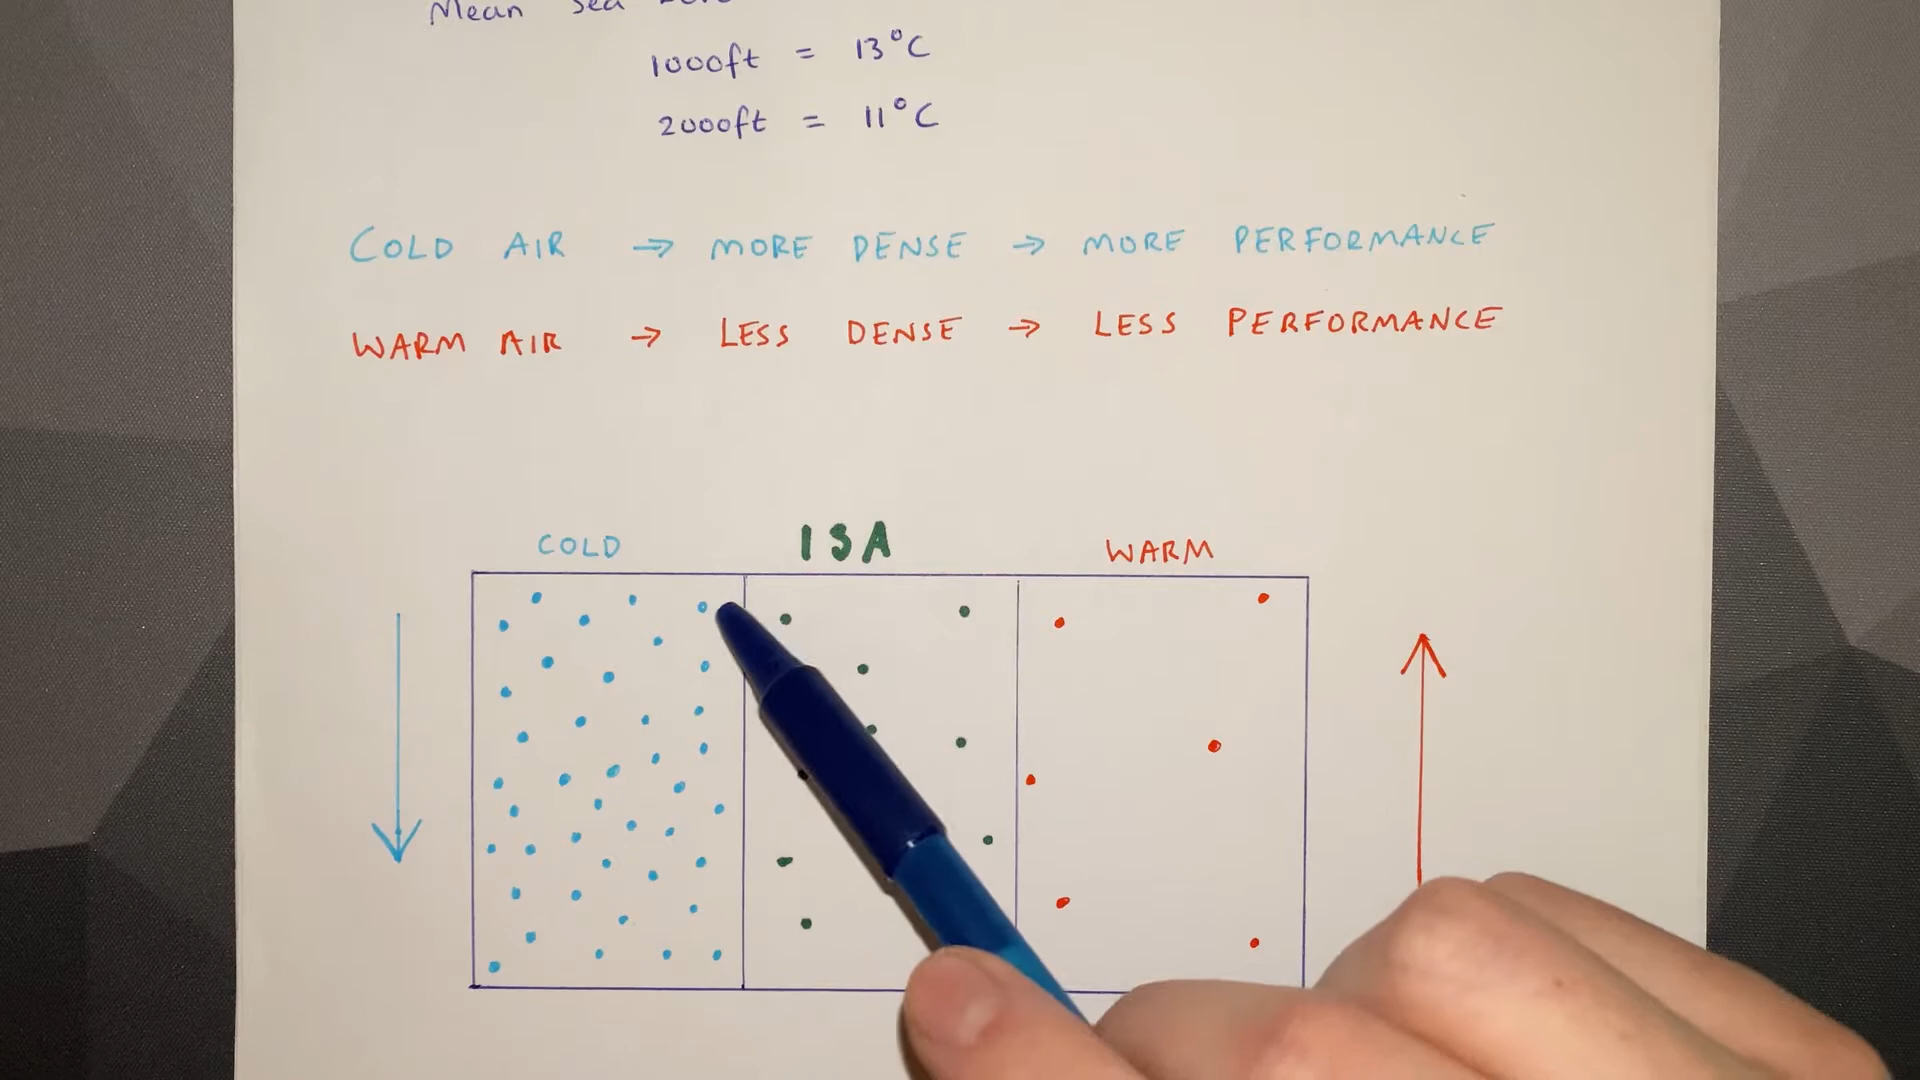 Mean Sea
1000ft = 13°C
2000ft = 11°C
COLD AIR → MORE DENSE → MORE PERFORMANCE
WARM AIR → LESS DENSE → LESS PERFORMANCE
COLD ISA WARM